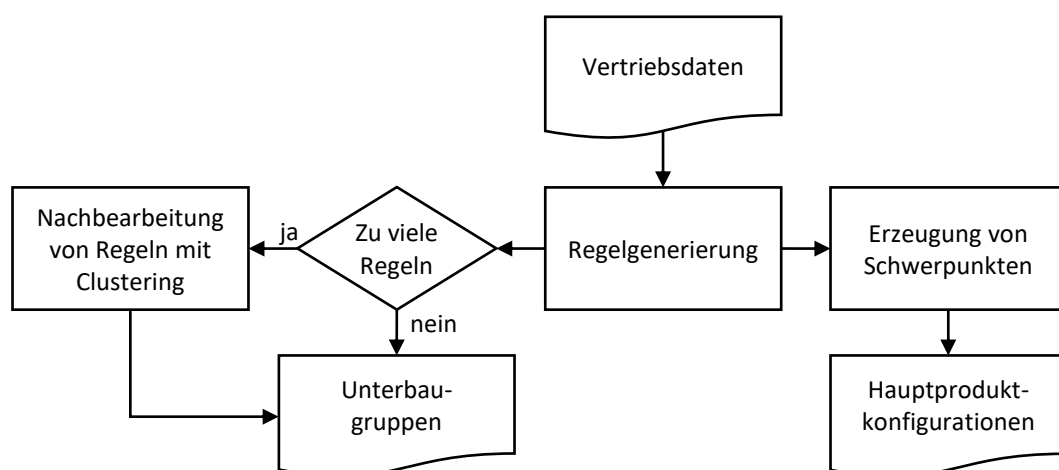 Vertriebsdaten
Nachbearbeitung
von Regeln mit
Clustering
ja
Zu viele
Regeln
Regelgenerierung
Erzeugung von
Schwerpunkten
nein
Unterbau-
gruppen
Hauptprodukt-
konfigurationen